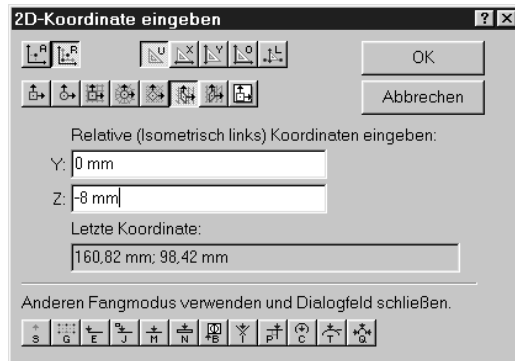 2D-Koordinate eingeben
A R U X Y O L
OK
Abbrechen
Relative (Isometrisch links) Koordinaten eingeben:
Y: 0 mm
Z: -8 mm
Letzte Koordinate:
160,82 mm; 98,42 mm
Anderen Fangmodus verwenden und Dialogfeld schließen.
S G E J M N B I P C T Q